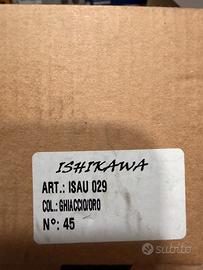 ISHIKAWA
ART.: ISAU 029
COL.: GHIACCIO/ORO
N°: 45
subito